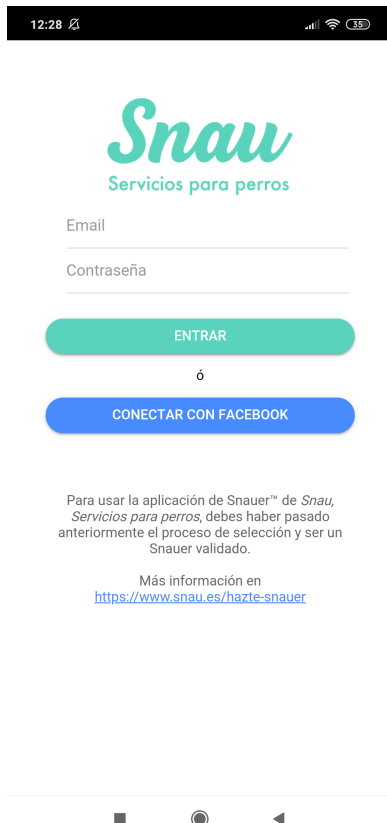 12:28
35
Snau
Servicios para perros
Email
Contraseña
ENTRAR
ó
CONECTAR CON FACEBOOK
Para usar la aplicación de Snauer™ de Snau,
Servicios para perros, debes haber pasado
anteriormente el proceso de selección y ser un
Snauer validado.
Más información en
https://www.snau.es/hazte-snauer